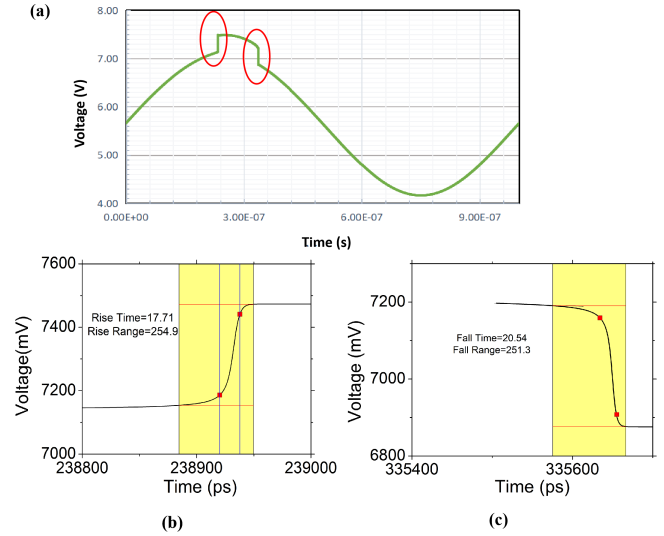 (a)
8.00
7.00
6.00
5.00
4.00
Voltage (V)
0.00E+00 3.00E-07 6.00E-07 9.00E-07
Time (s)
7600
7400
7200
7000
Voltage(mV)
Rise Time=17.71
Rise Range=254.9
238800 238900 239000
Time (ps)
(b)
7200
7000
6800
Voltage (mV)
Fall Time=20.54
Fall Range=251.3
335400 335600
Time (ps)
(c)